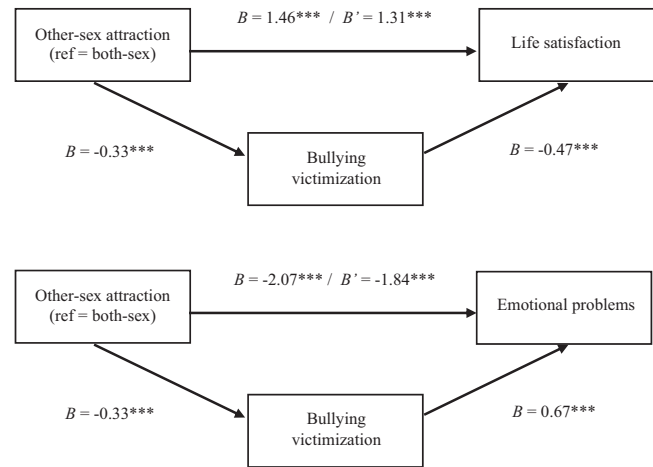 B = 1.46*** / B’ = 1.31***
Other-sex attraction
(ref = both-sex)
Life satisfaction
B = -0.33***
B = -0.47***
Bullying
victimization
B = -2.07*** / B’ = -1.84***
Other-sex attraction
(ref = both-sex)
Emotional problems
B = -0.33***
B = 0.67***
Bullying
victimization